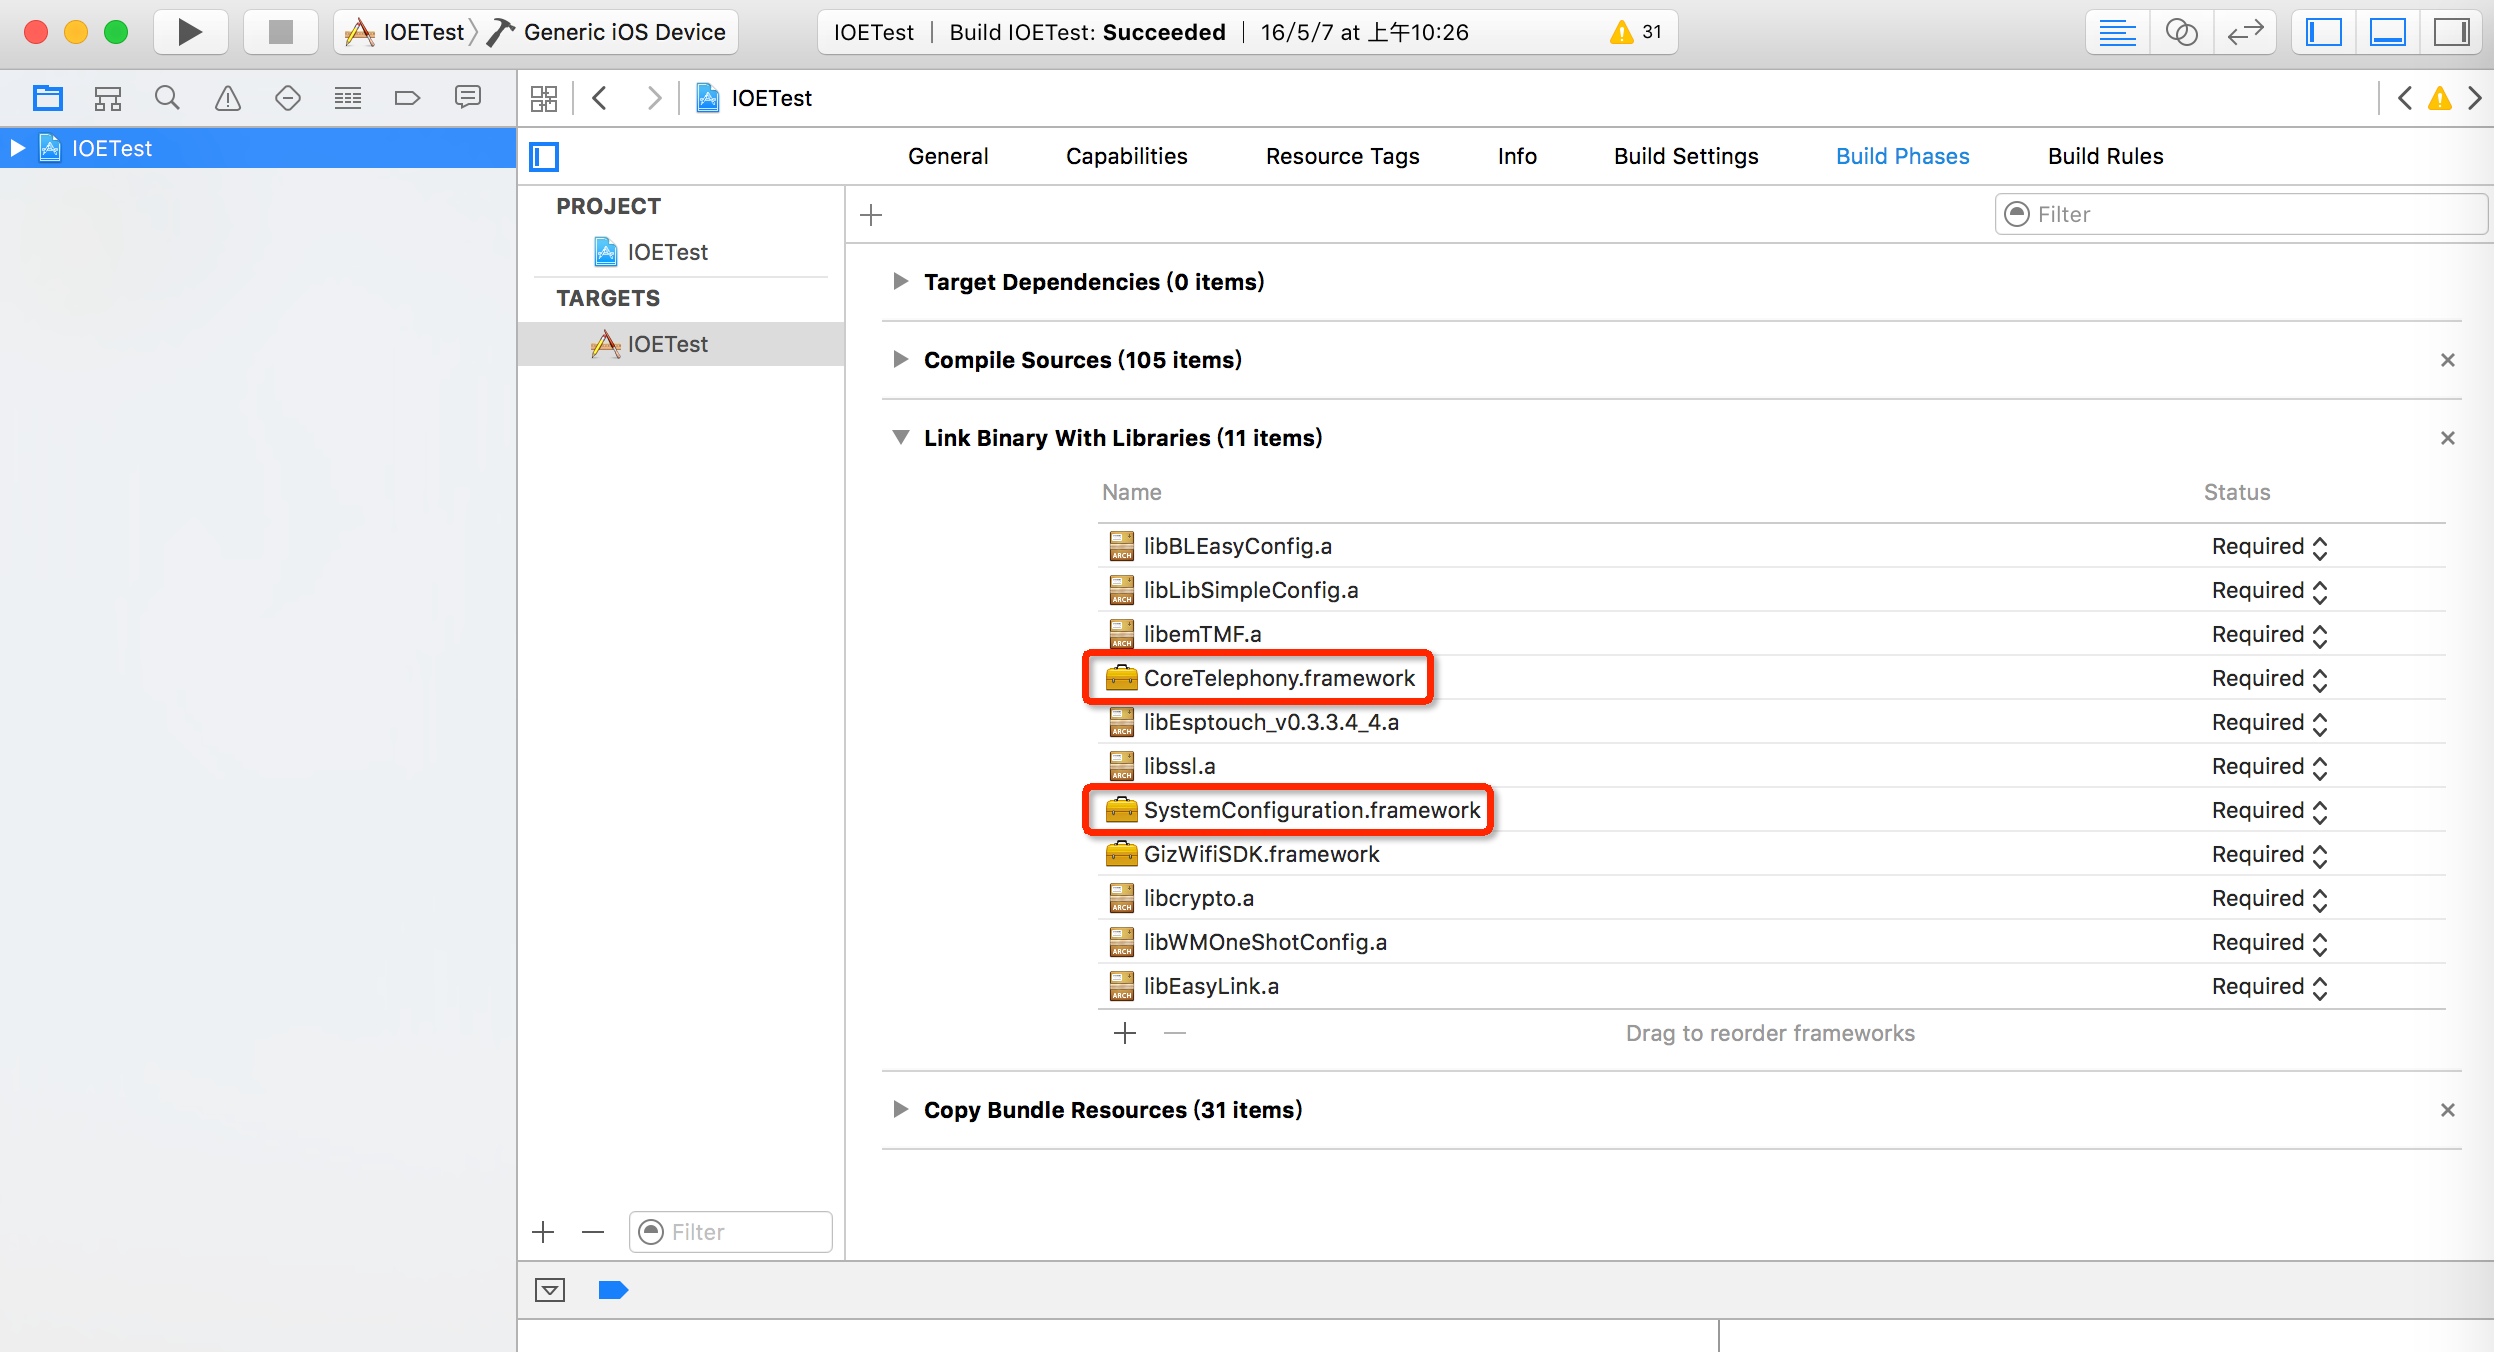 IOETest Generic iOS Device
IOETest Build IOETest: Succeeded 16/5/7 at 上午10:26 31
IOETest
IOETest
General Capabilities Resource Tags Info Build Settings Build Phases Build Rules
PROJECT
IOETest
TARGETS
IOETest
Filter
Target Dependencies (0 items)
Compile Sources (105 items)
Link Binary With Libraries (11 items)
Name Status
libBLEasyConfig.a Required
libLibSimpleConfig.a Required
libemTMF.a Required
CoreTelephony.framework Required
libEsptouch_v0.3.3.4_4.a Required
libssl.a Required
SystemConfiguration.framework Required
GizWifiSDK.framework Required
libcrypto.a Required
libWMOneShotConfig.a Required
libEasyLink.a Required
Drag to reorder frameworks
Copy Bundle Resources (31 items)
Filter